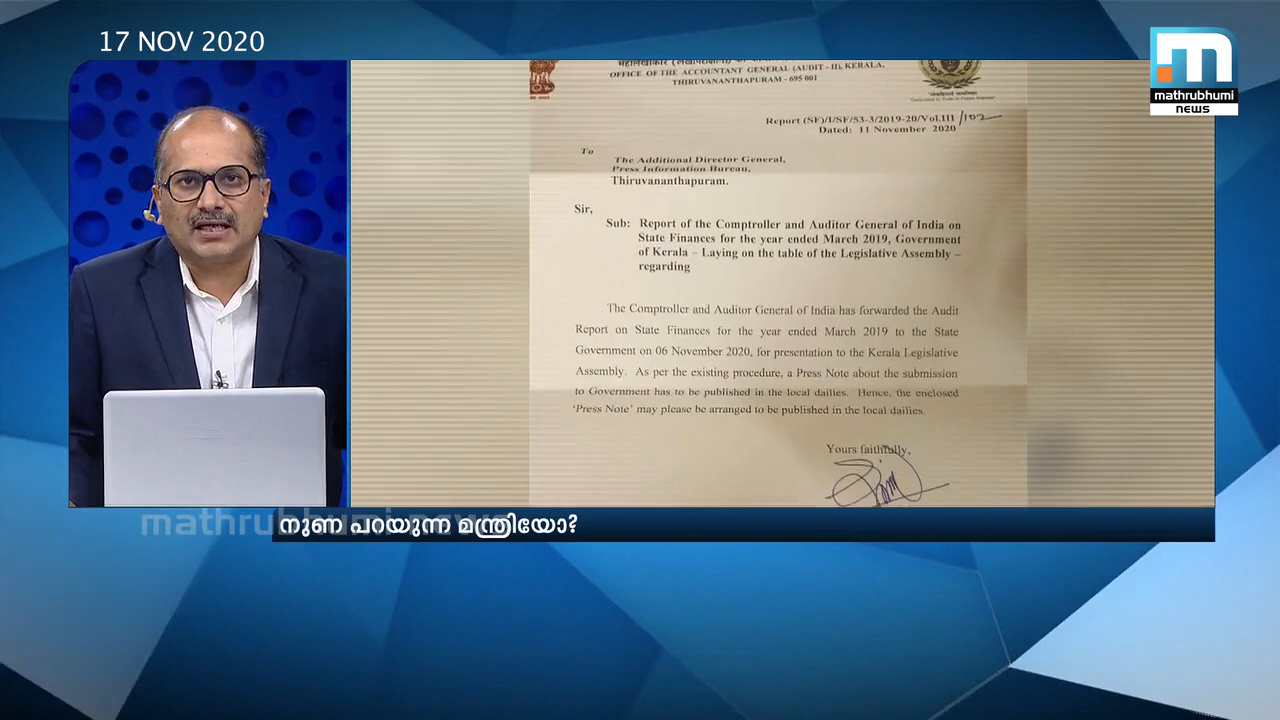 17 NOV 2020
mathrubhumi
NEWS
OFFICE OF THE ACCOUNTANT GENERAL (AUDIT - II), KERALA,
THIRUVANANTHAPURAM - 695 001
Report (SF)/I/SF/53-3/2019-20/Vol.III/102
Dated: 11 November 2020
To
The Additional Director General,
Press Information Bureau,
Thiruvananthapuram.
Sir,
Sub: Report of the Comptroller and Auditor General of India on
State Finances for the year ended March 2019, Government
of Kerala – Laying on the table of the Legislative Assembly –
regarding
The Comptroller and Auditor General of India has forwarded the Audit
Report on State Finances for the year ended March 2019 to the State
Government on 06 November 2020, for presentation to the Kerala Legislative
Assembly. As per the existing procedure, a Press Note about the submission
to Government has to be published in the local dailies. Hence, the enclosed
'Press Note' may please be arranged to be published in the local dailies.
Yours faithfully,
mathrubhumi news
നുണ പറയുന്ന മന്ത്രിയോ?